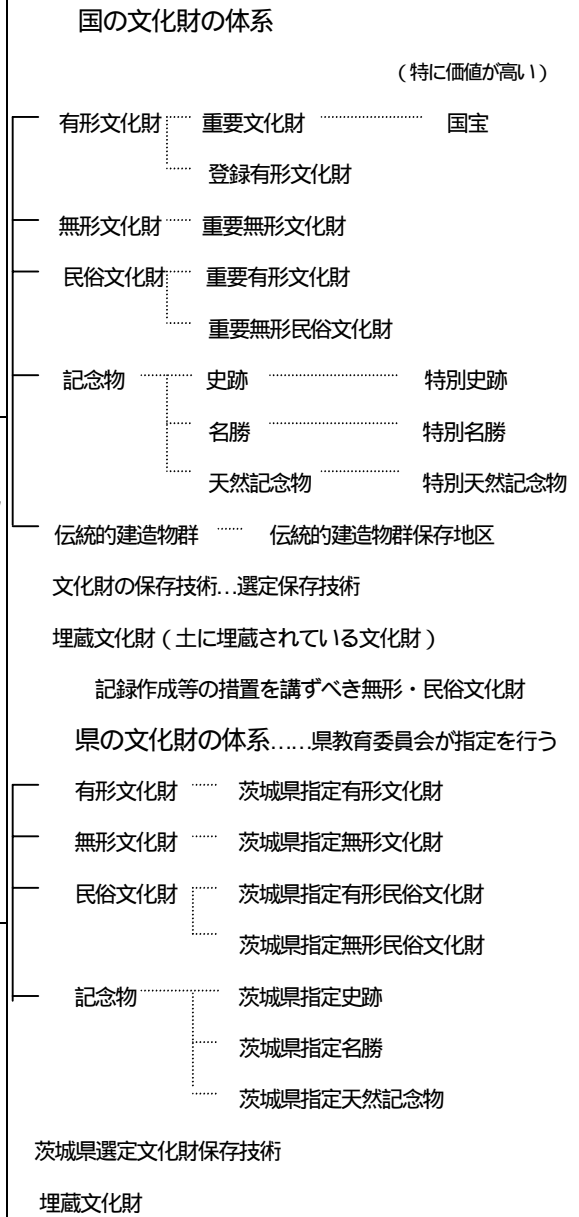 国の文化財の体系
（特に価値が高い）
有形文化財 重要文化財 国宝
登録有形文化財
無形文化財 重要無形文化財
民俗文化財 重要有形文化財
重要無形民俗文化財
記念物 史跡 特別史跡
名勝 特別名勝
天然記念物 特別天然記念物
伝統的建造物群 伝統的建造物群保存地区
文化財の保存技術…選定保存技術
埋蔵文化財（土に埋蔵されている文化財）
記録作成等の措置を講ずべき無形・民俗文化財
県の文化財の体系……県教育委員会が指定を行う
有形文化財 茨城県指定有形文化財
無形文化財 茨城県指定無形文化財
民俗文化財 茨城県指定有形民俗文化財
茨城県指定無形民俗文化財
記念物 茨城県指定史跡
茨城県指定名勝
茨城県指定天然記念物
茨城県選定文化財保存技術
埋蔵文化財